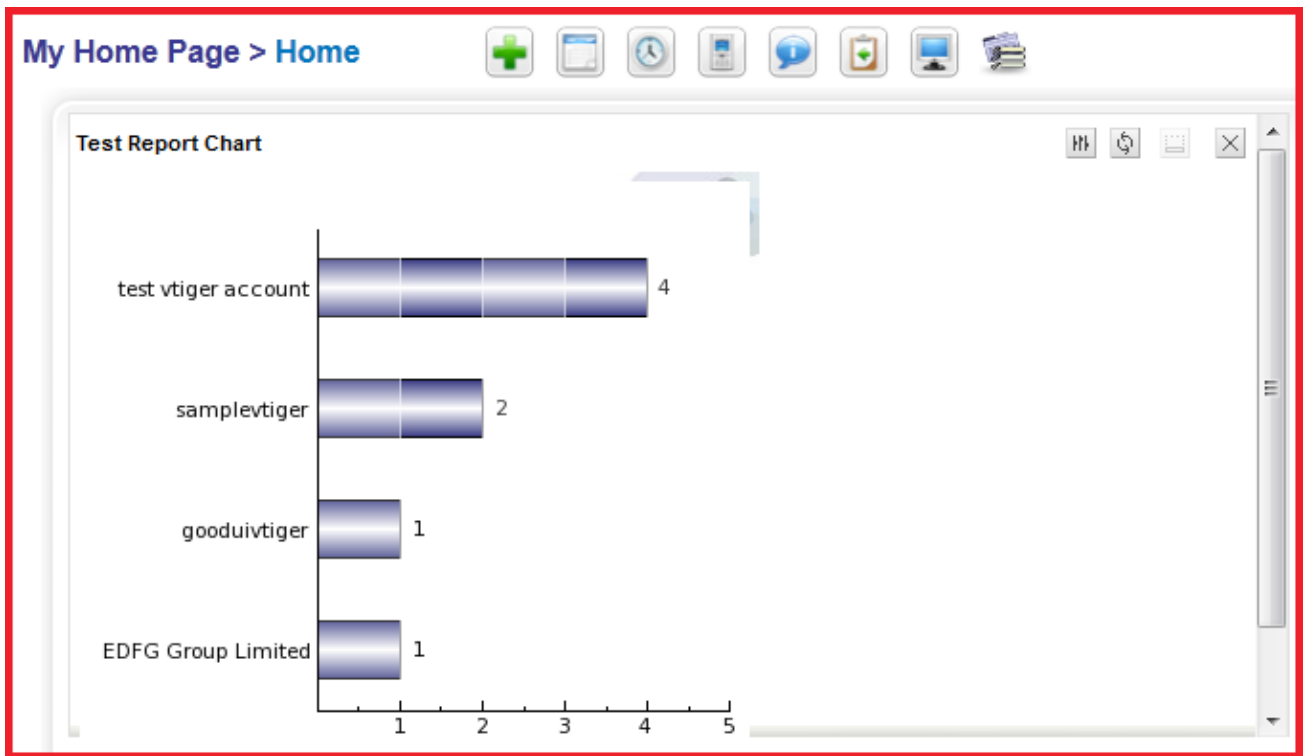 My Home Page > Home
Test Report Chart
test vtiger account 4
samplevtiger 2
gooduivtiger 1
EDFG Group Limited 1
1 2 3 4 5